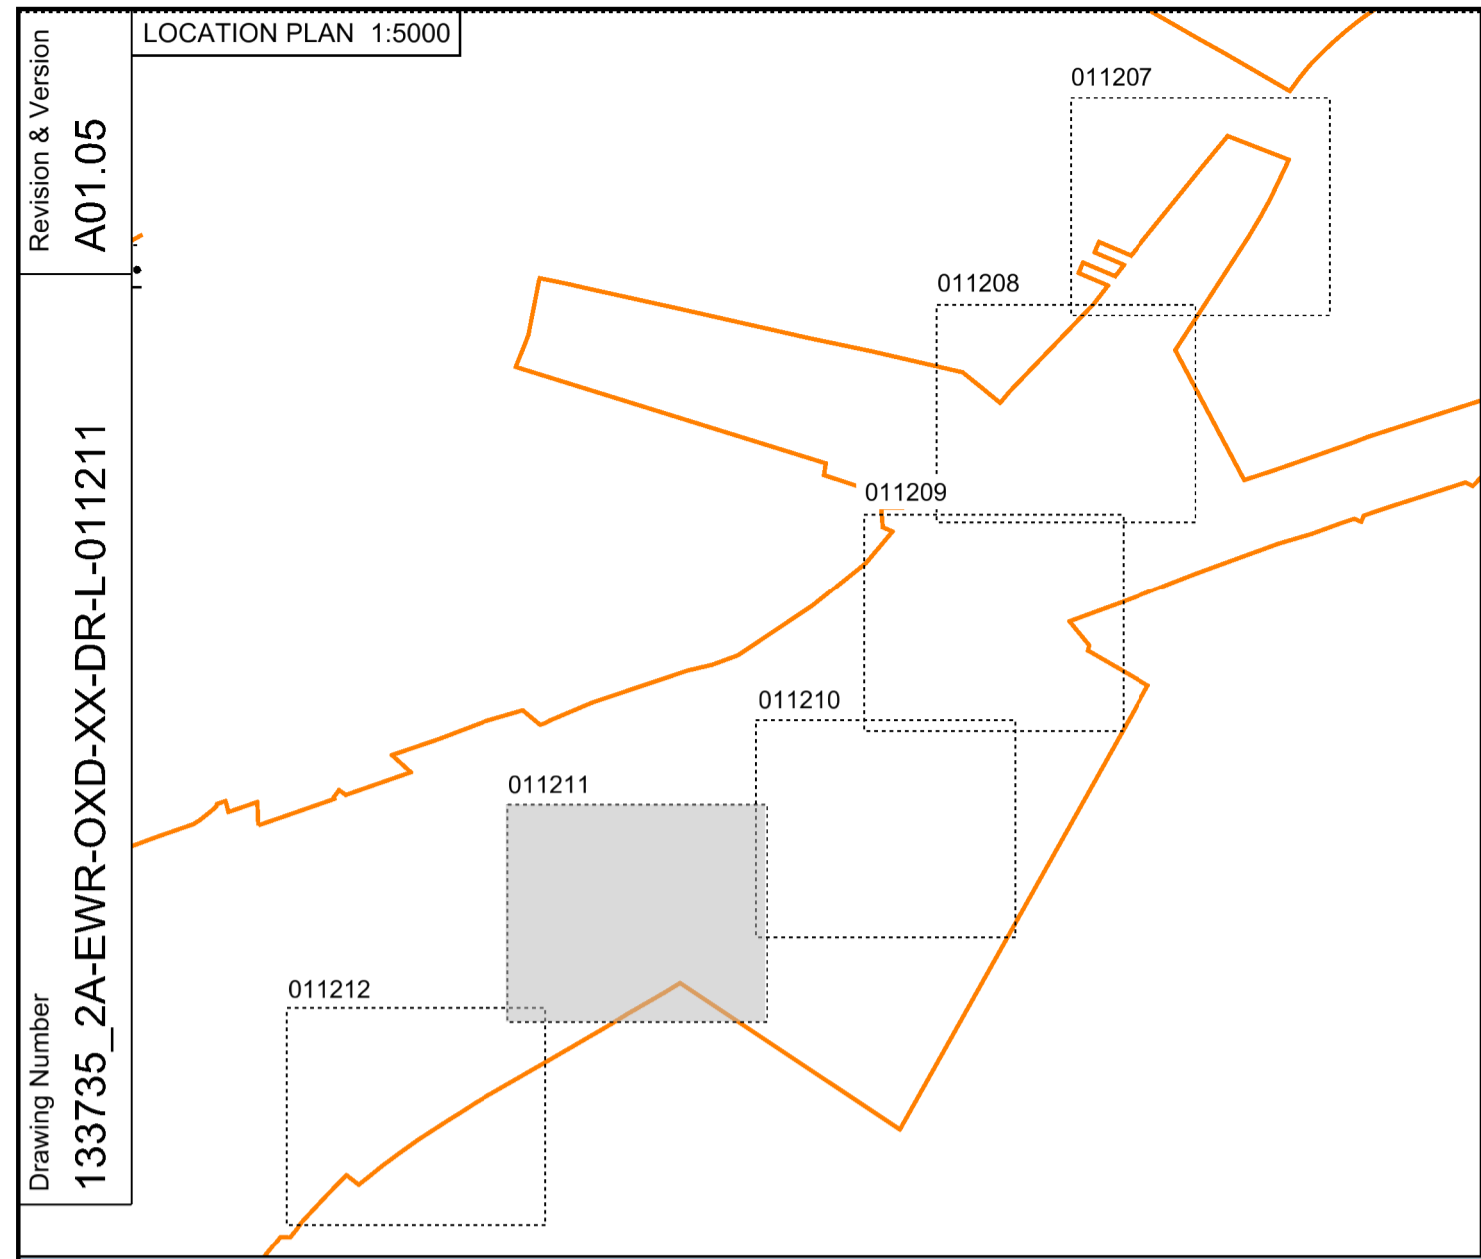 LOCATION PLAN 1:5000
Revision & Version
A01.05
Drawing Number
133735_2A-EWR-OXD-XX-DR-L-011211
011207
011208
011209
011210
011211
011212